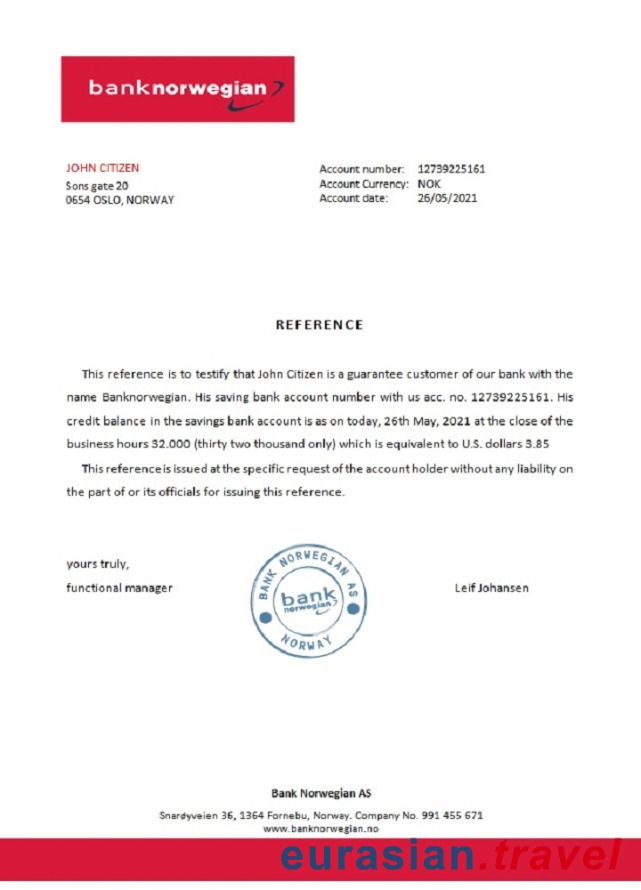 banknorwegian
JOHN CITIZEN
Sons gate 20
0654 OSLO, NORWAY
Account number: 12739225161
Account Currency: NOK
Account date: 26/05/2021
REFERENCE
This reference is to testify that John Citizen is a guarantee customer of our bank with the
name Banknorwegian. His saving bank account number with us acc. no. 12739225161. His
credit balance in the savings bank account is as on today, 26th May, 2021 at the close of the
business hours 32.000 (thirty two thousand only) which is equivalent to U.S. dollars 3.85
This reference is issued at the specific request of the account holder without any liability on
the part of or its officials for issuing this reference.
yours truly,
functional manager
BANK NORWEGIAN AS
bank
norwegian
NORWAY
Leif Johansen
Bank Norwegian AS
Snarøyveien 36, 1364 Fornebu, Norway. Company No. 991 455 671
www.banknorwegian.no
eurasian.travel